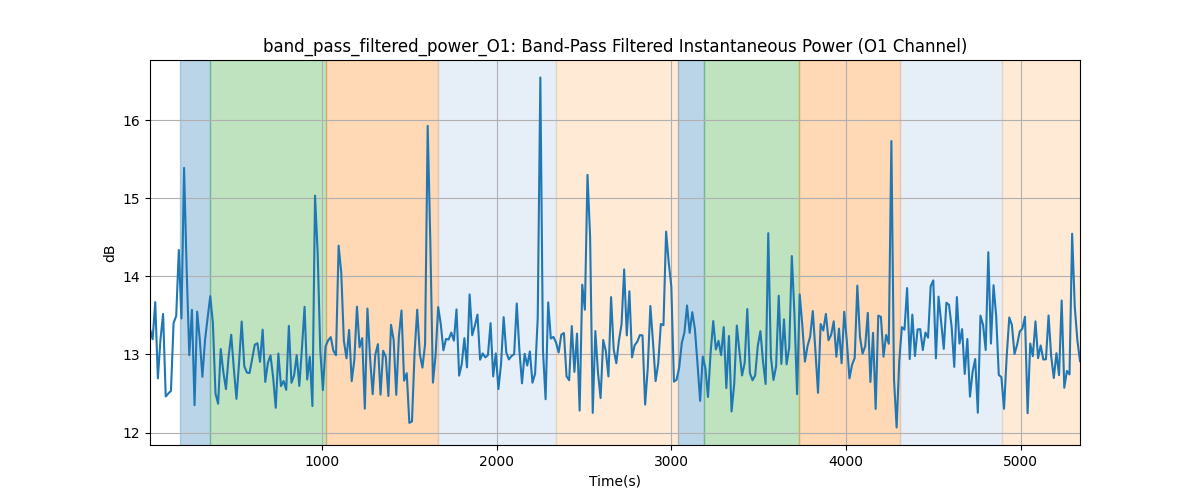 band_pass_filtered_power_O1: Band-Pass Filtered Instantaneous Power (O1 Channel)
dB
16
15
14
13
12
1000 2000 3000 4000 5000
Time(s)